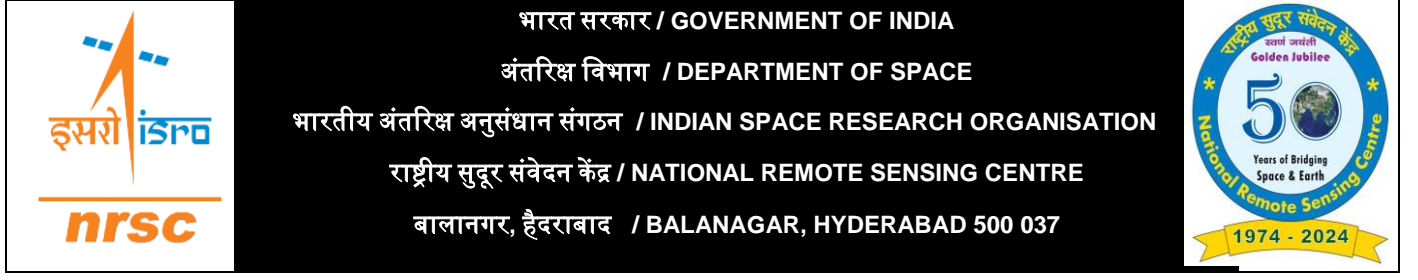 इसरो isro
nrsc
भारत सरकार / GOVERNMENT OF INDIA
अंतरिक्ष विभाग / DEPARTMENT OF SPACE
भारतीय अंतरिक्ष अनुसंधान संगठन / INDIAN SPACE RESEARCH ORGANISATION
राष्ट्रीय सुदूर संवेदन केंद्र / NATIONAL REMOTE SENSING CENTRE
बालानगर, हैदराबाद / BALANAGAR, HYDERABAD 500 037
राष्ट्रीय सुदूर संवेदन केंद्र
स्वर्ण जयंती
Golden Jubilee
50
Years of Bridging
Space & Earth
National Remote Sensing Centre
1974 - 2024